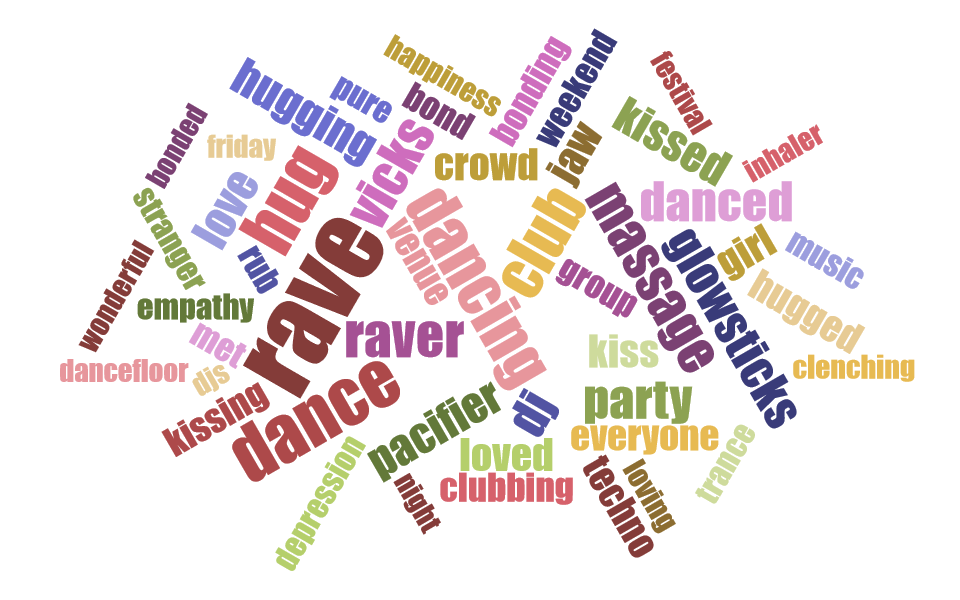 happiness
bonding
weekend
festival
hugging
pure
bond
kissed
inhaler
bonded
friday
vicks
crowd
jaw
love
hug
danced
stranger
rub
dancing
venue
club
massage
glowsticks
girl
music
wonderful
empathy
rave
group
hugged
met
raver
kiss
dancefloor
djs
clenching
kissing
dance
pacifier
dj
party
everyone
depression
loved
trance
night
clubbing
techno
loving